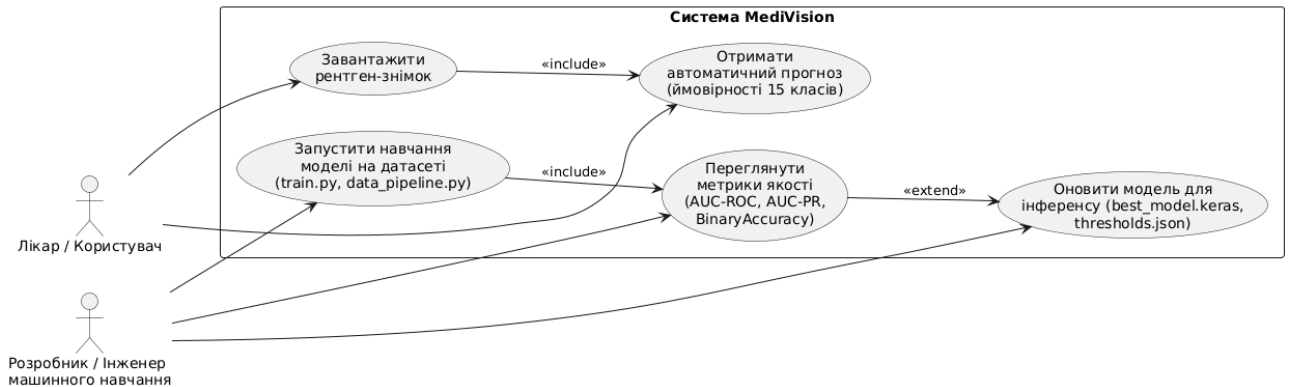 Система MediVision
Завантажити
рентген-знімок
«include»
Отримати
автоматичний прогноз
(ймовірності 15 класів)
Запустити навчання
моделі на датасеті
(train.py, data_pipeline.py)
«include»
Переглянути
метрики якості
(AUC-ROC, AUC-PR,
BinaryAccuracy)
«extend»
Оновити модель для
інференсу (best_model.keras,
thresholds.json)
Лікар / Користувач
Розробник / Інженер
машинного навчання